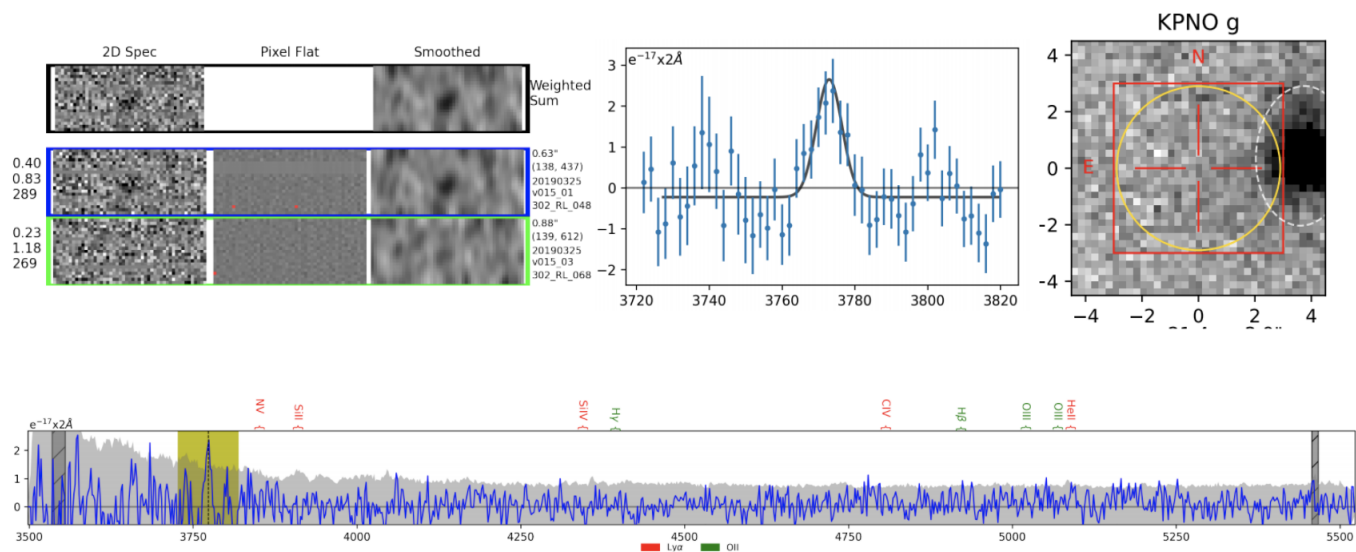 2D Spec Pixel Flat Smoothed
Weighted
Sum
0.40
0.83
289
0.63"
(138, 437)
20190325
v015_01
302_RL_048
0.23
1.18
269
0.88"
(139, 612)
20190325
v015_03
302_RL_068
e⁻¹⁷x2Å
3
2
1
0
−1
−2
3720 3740 3760 3780 3800 3820
KPNO g
N
E
4
2
0
-2
-4
−4 −2 0 2 4
NV SiII SiIV Hγ CIV Hβ OIII OIII HeII
e⁻¹⁷x2Å
2
1
0
3500 3750 4000 4250 4500 4750 5000 5250 5500
Lyα OII